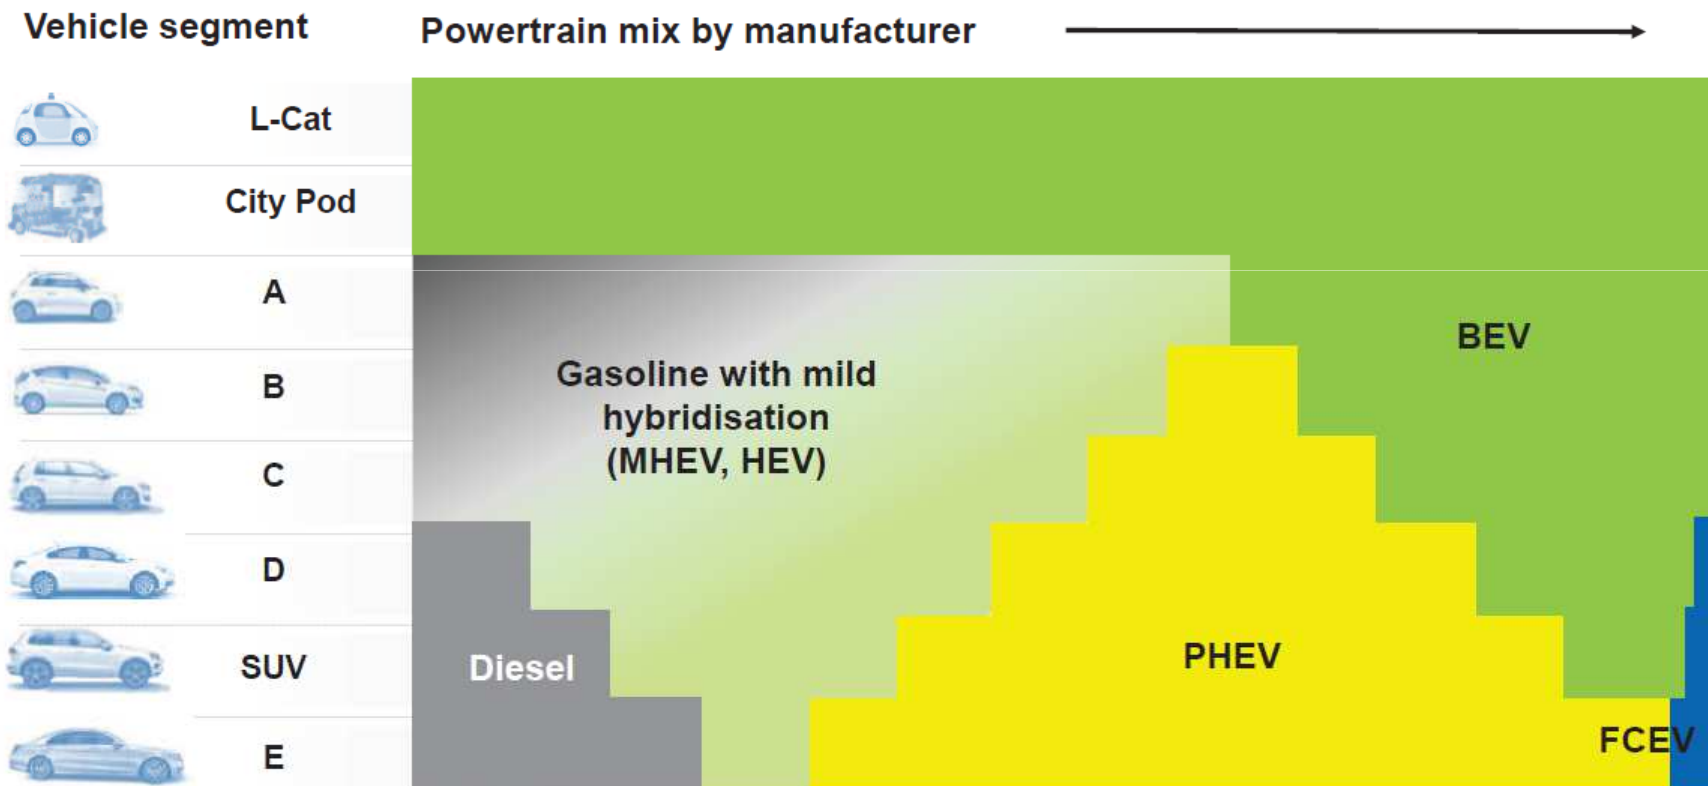 Vehicle segment
Powertrain mix by manufacturer
L-Cat
City Pod
A
B
C
D
SUV
E
Gasoline with mild
hybridisation
(MHEV, HEV)
BEV
Diesel
PHEV
FCEV